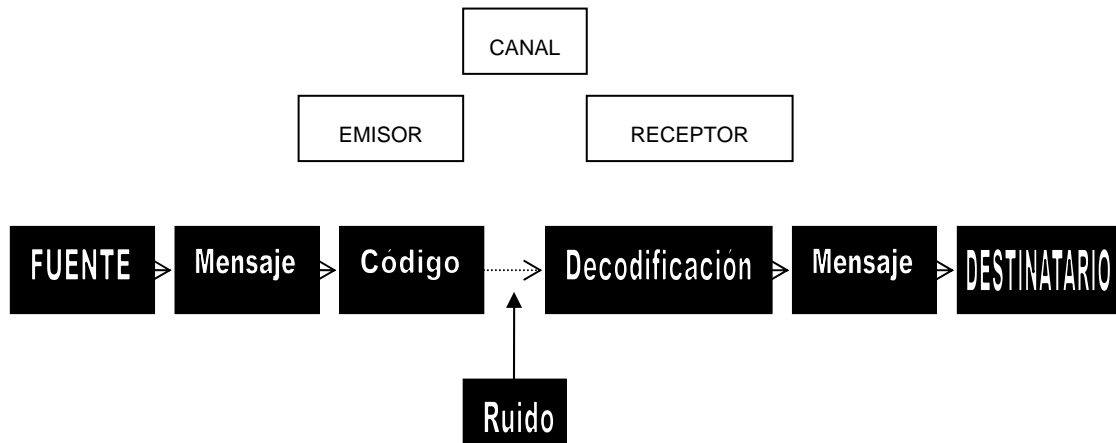 CANAL
EMISOR
RECEPTOR
FUENTE
Mensaje
Código
Decodificación
Mensaje
DESTINATARIO
Ruido